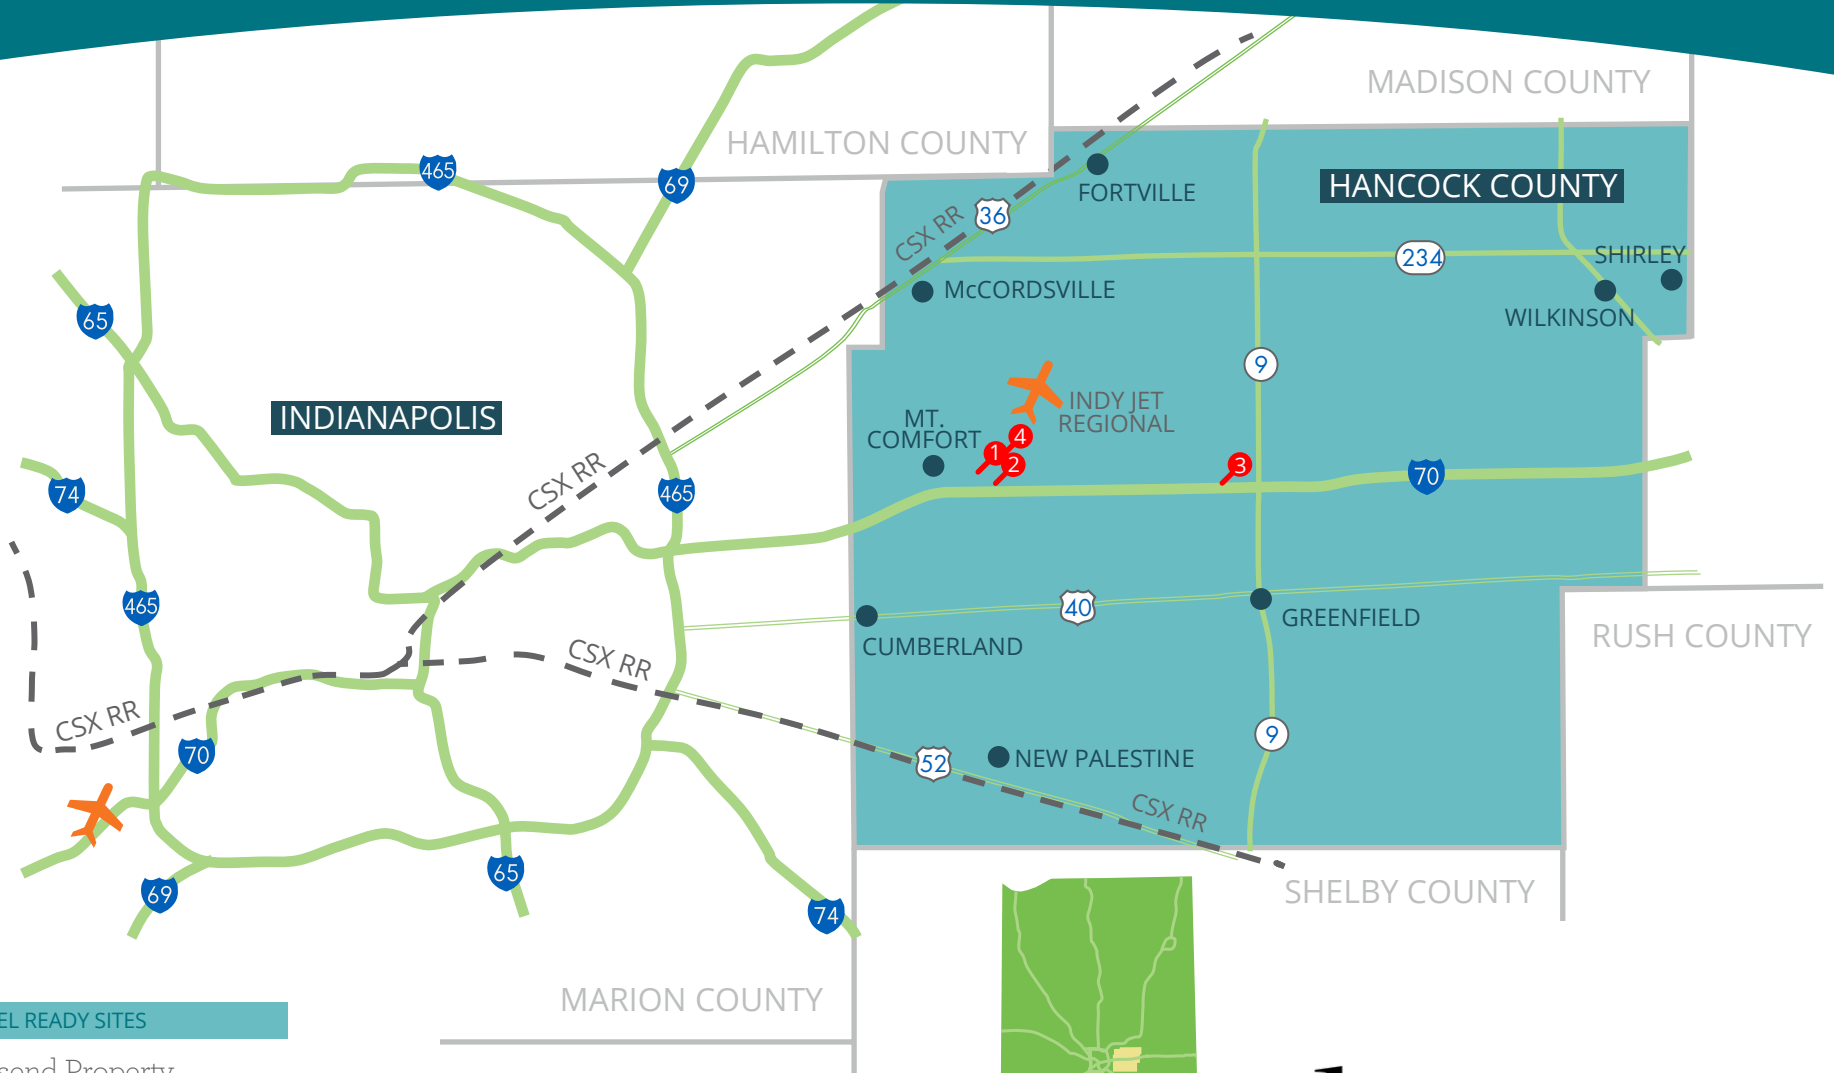 MADISON COUNTY
HAMILTON COUNTY
465
69
HANCOCK COUNTY
FORTVILLE
36
CSX RR
234
SHIRLEY
McCORDSVILLE
WILKINSON
65
9
INDY JET
REGIONAL
INDIANAPOLIS
MT.
COMFORT
4
1
2
3
70
CSX RR
74
465
465
40
GREENFIELD
CUMBERLAND
RUSH COUNTY
CSX RR
CSX RR
9
70
52
NEW PALESTINE
CSX RR
65
69
74
SHELBY COUNTY
MARION COUNTY
EL READY SITES
send Property